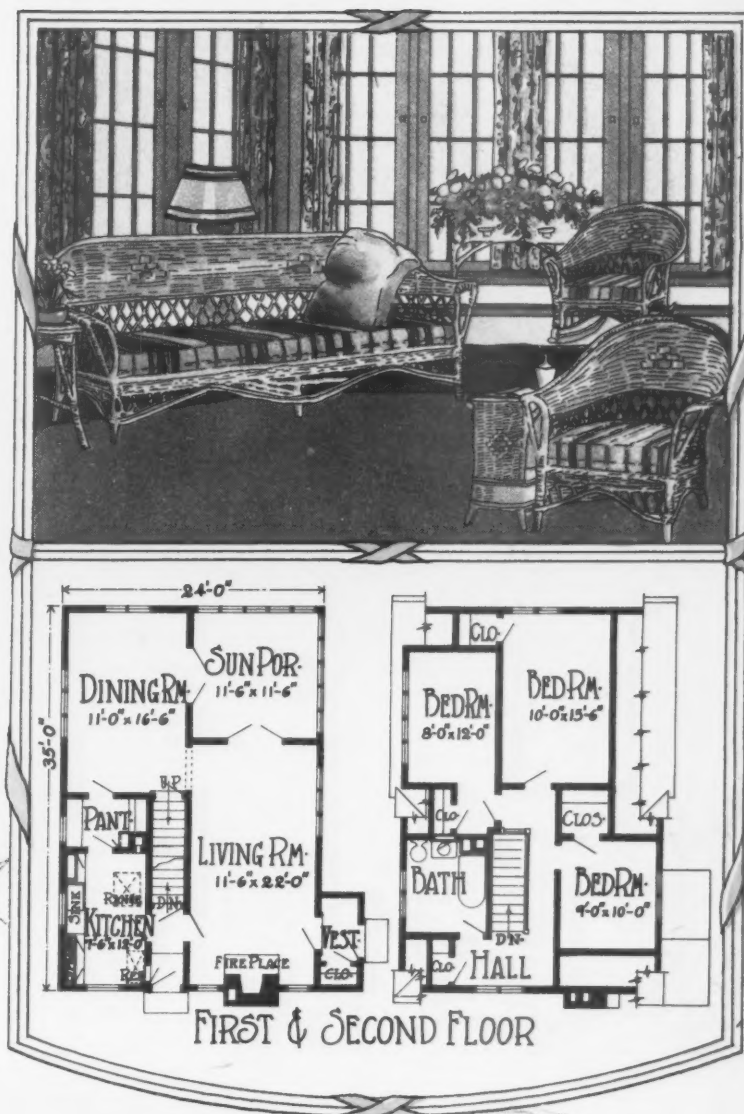 24'-0"
35'-0"
DINING RM.
11'-0" x 16'-6"
SUN POR.
11'-6" x 11'-6"
UP
PANT.
LIVING RM.
11'-6" x 22'-0"
DN
RANGE
SINK
KITCHEN
7'-6" x 12'-0"
REF.
FIREPLACE
VEST.
CLO.
CLO.
BED RM.
8'-0" x 12'-0"
BED RM.
10'-0" x 15'-6"
CLO.
CLOS.
BATH
BED RM.
9'-0" x 10'-0"
DN.
CLO.
HALL
FIRST & SECOND FLOOR